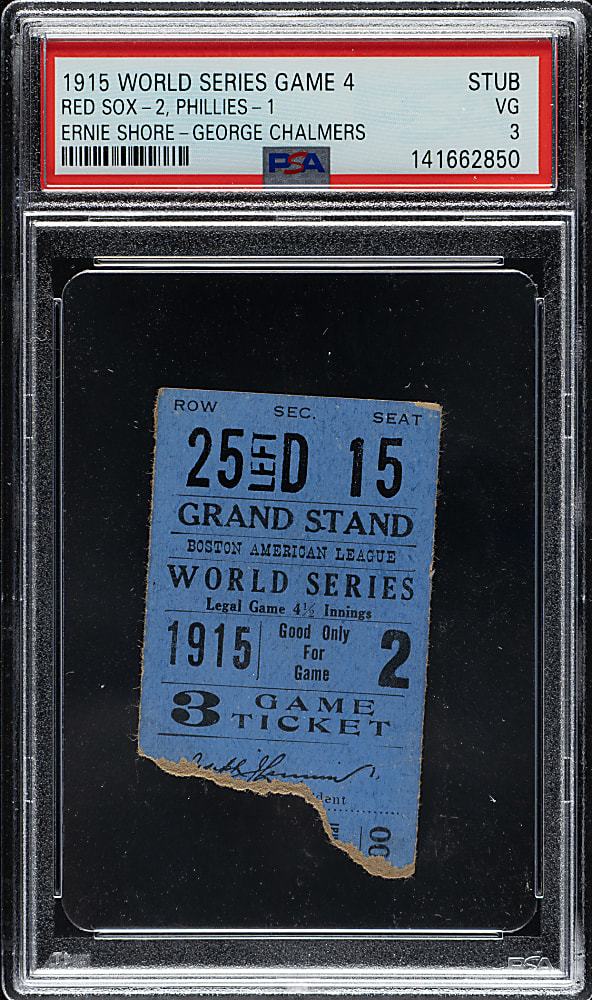 1915 WORLD SERIES GAME 4 STUB
RED SOX-2, PHILLIES-1 VG
ERNIE SHORE-GEORGE CHALMERS 3
PSA 141662850
ROW SEC. SEAT
25 LEFT D 15
GRAND STAND
BOSTON AMERICAN LEAGUE
WORLD SERIES
Legal Game 4½ Innings
1915 Good Only For Game 2
3 GAME TICKET
dent
00
PSA